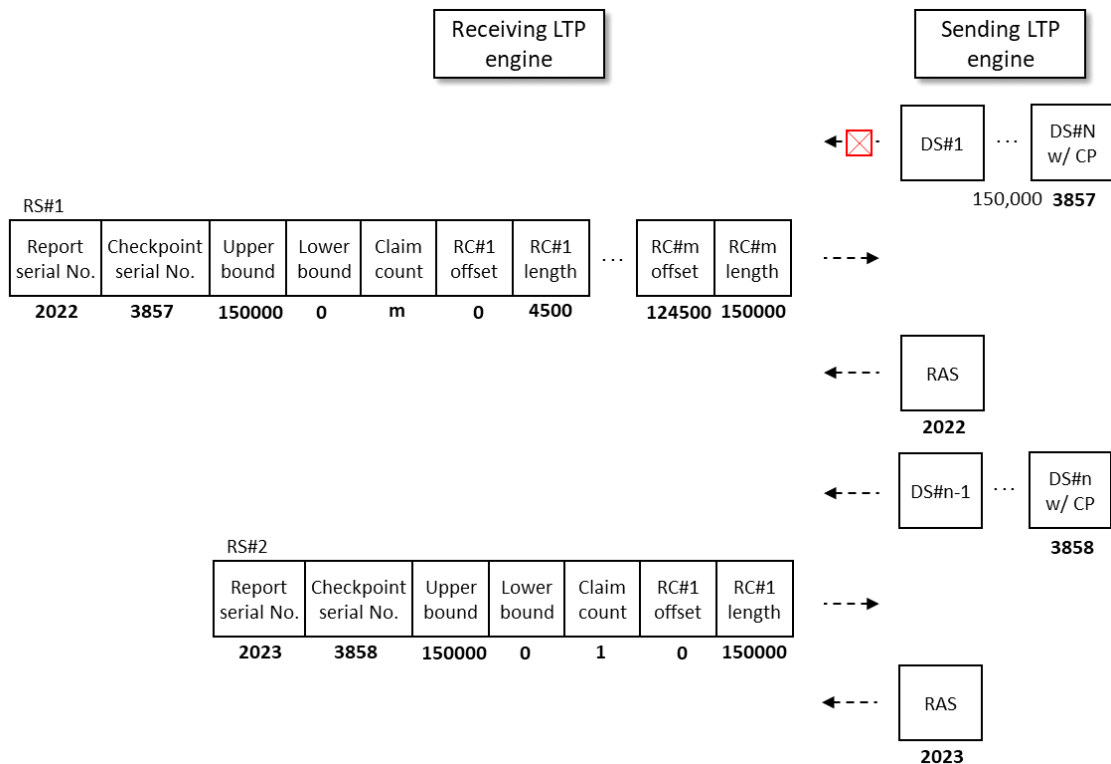 Receiving LTP
engine
Sending LTP
engine
DS#1
...
DS#N
w/ CP
150,000 3857
RS#1
Report
serial No.
Checkpoint
serial No.
Upper
bound
Lower
bound
Claim
count
RC#1
offset
RC#1
length
...
RC#m
offset
RC#m
length
2022 3857 150000 0 m 0 4500 124500 150000
RAS
2022
DS#n-1
...
DS#n
w/ CP
3858
RS#2
Report
serial No.
Checkpoint
serial No.
Upper
bound
Lower
bound
Claim
count
RC#1
offset
RC#1
length
2023 3858 150000 0 1 0 150000
RAS
2023